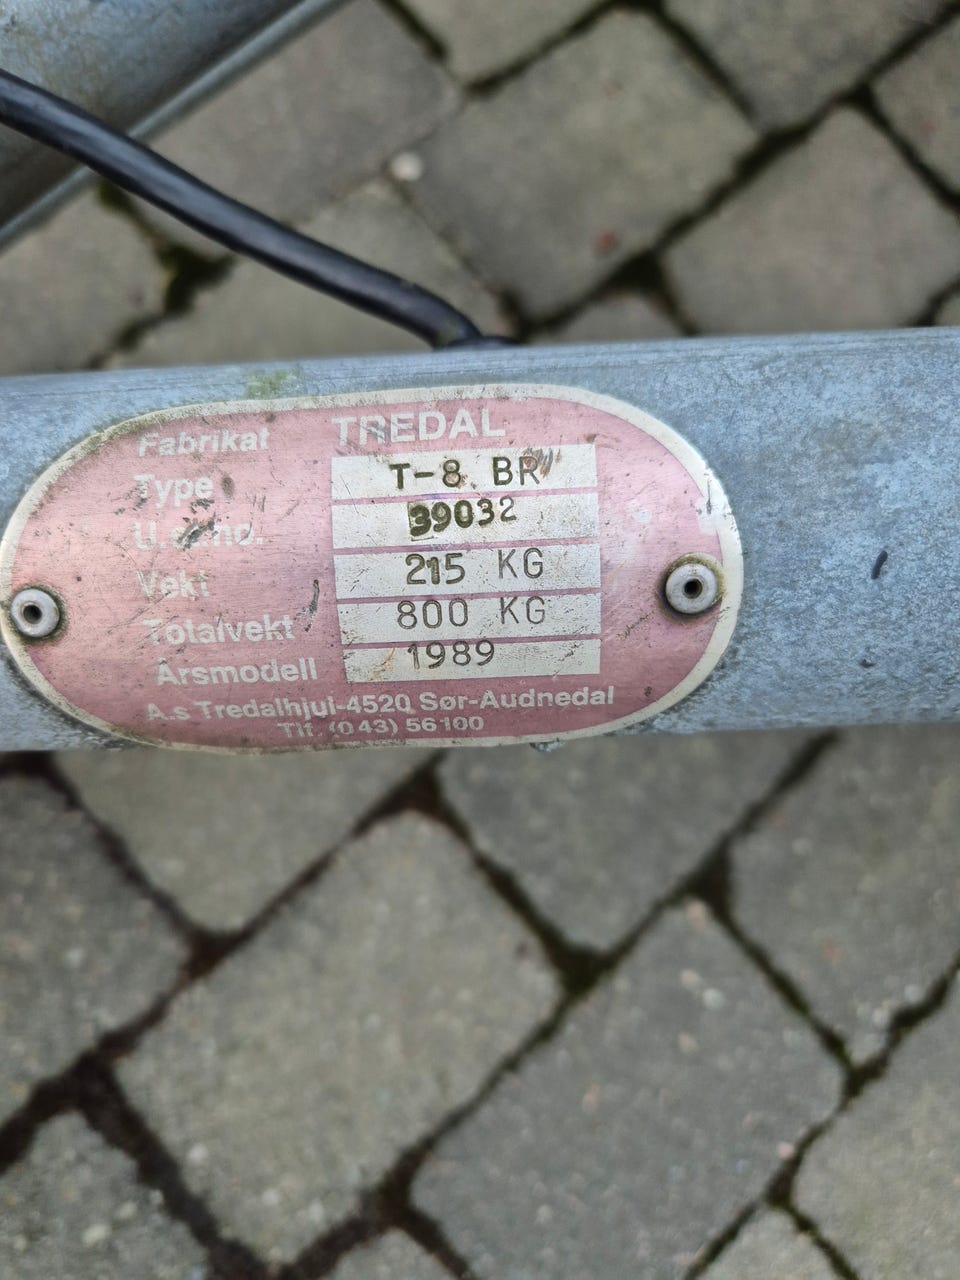 Fabrikat TREDAL
Type T-8 BR
39032
Vekt 215 KG
Totalvekt 800 KG
Årsmodell 1989
A.s Tredalhjul-4520 Sør-Audnedal
Tlf. (043) 56100